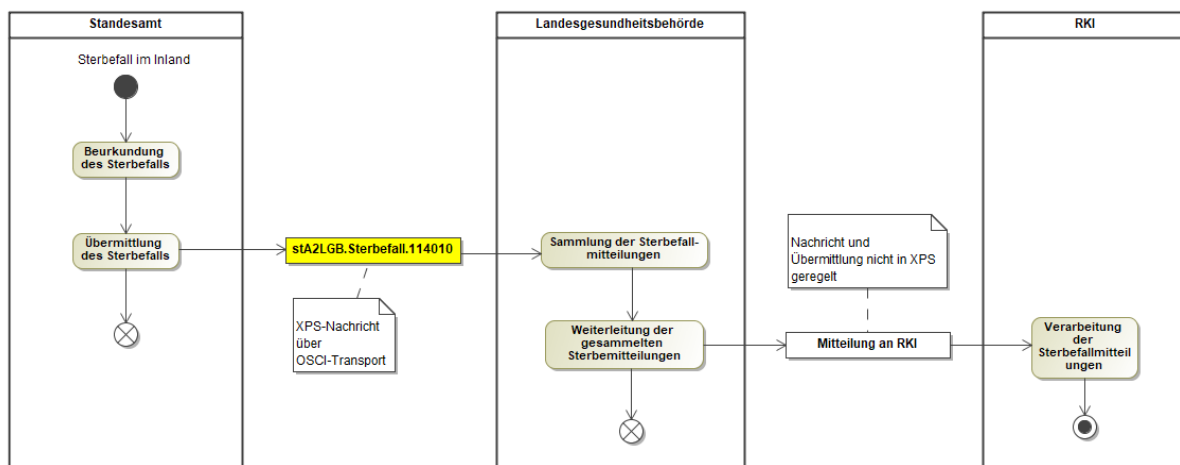 Standesamt
Landesgesundheitsbehörde
RKI
Sterbefall im Inland
Beurkundung
des Sterbefalls
Übermittlung
des Sterbefalls
stA2LGB.Sterbefall.114010
XPS-Nachricht
über
OSCI-Transport
Sammlung der Sterbefall-
mitteilungen
Weiterleitung der
gesammelten
Sterbemitteilungen
Nachricht und
Übermittlung nicht in XPS
geregelt
Mitteilung an RKI
Verarbeitung
der
Sterbefallmitteil
ungen